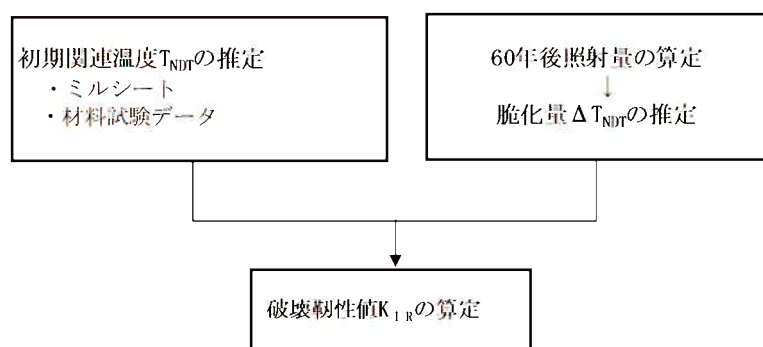 初期関連温度TNDTの推定
・ミルシート
・材料試験データ
60年後照射量の算定
↓
脆化量ΔTNDTの推定
破壊靭性値KIRの算定